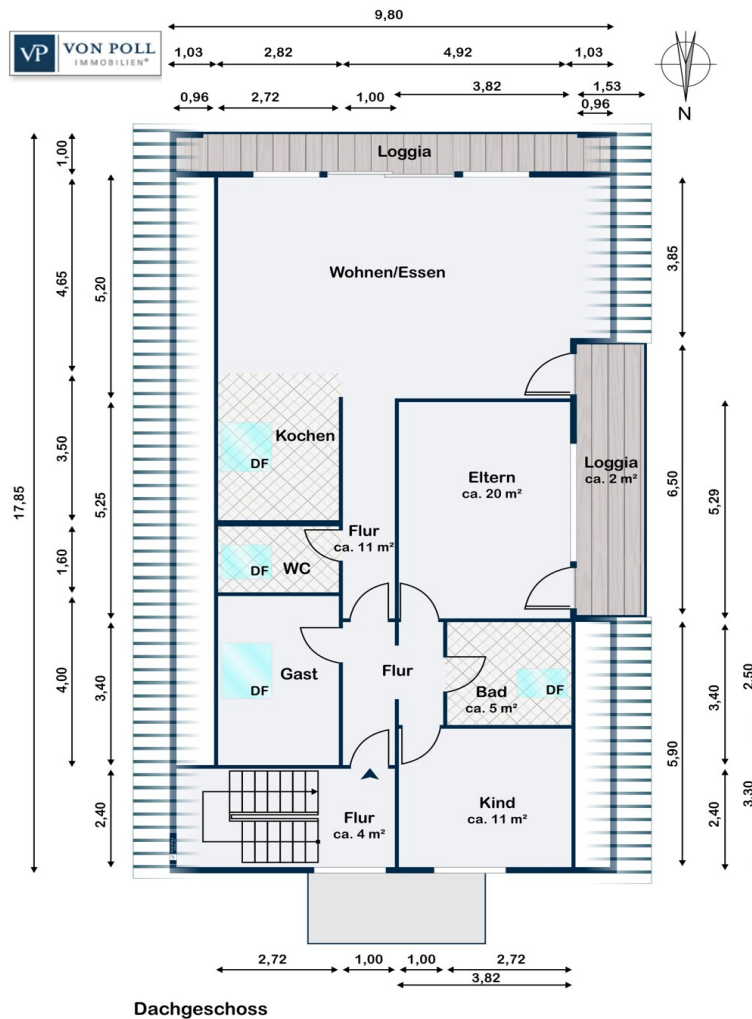 9,80
VP VON POLL
IMMOBILIEN®
1,03 2,82 4,92 1,03
3,82 1,53
0,96 2,72 1,00 0,96
N
1,00
Loggia
Wohnen/Essen
4,65
5,20
3,85
Kochen
DF
3,50
Eltern
ca. 20 m²
Loggia
ca. 2 m²
17,85
5,25
6,50
5,29
Flur
ca. 11 m²
1,60
DF
WC
Gast
DF
Flur
Bad
ca. 5 m²
DF
4,00
3,40
3,40
2,50
5,90
Flur
ca. 4 m²
Kind
ca. 11 m²
2,40
2,40
3,30
2,72 1,00 1,00 2,72
3,82
Dachgeschoss